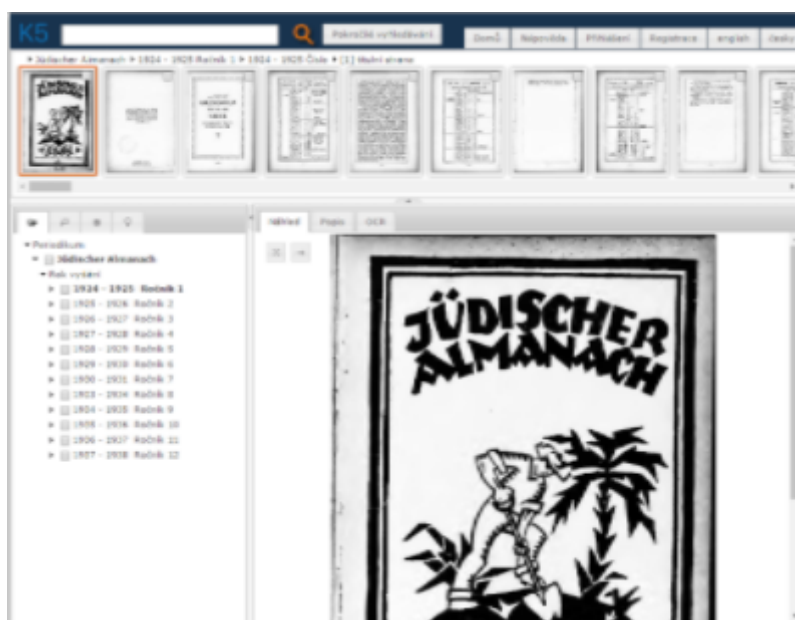 K5
Pokročilé vyhledávání
Domů Nápověda Přihlášení Registrace english česky
Jüdischer Almanach 1924 - 1925 Ročník 1 1924 - 1925 Číslo [1] titulní strana
Náhled Popis OCR
Periodikum
Jüdischer Almanach
Rok vydání
1924 - 1925 Ročník 1
1925 - 1926 Ročník 2
1926 - 1927 Ročník 3
1927 - 1928 Ročník 4
1928 - 1929 Ročník 5
1929 - 1930 Ročník 6
1930 - 1931 Ročník 7
1933 - 1934 Ročník 8
1934 - 1935 Ročník 9
1935 - 1936 Ročník 10
1936 - 1937 Ročník 11
1937 - 1938 Ročník 12
JÜDISCHER
ALMANACH